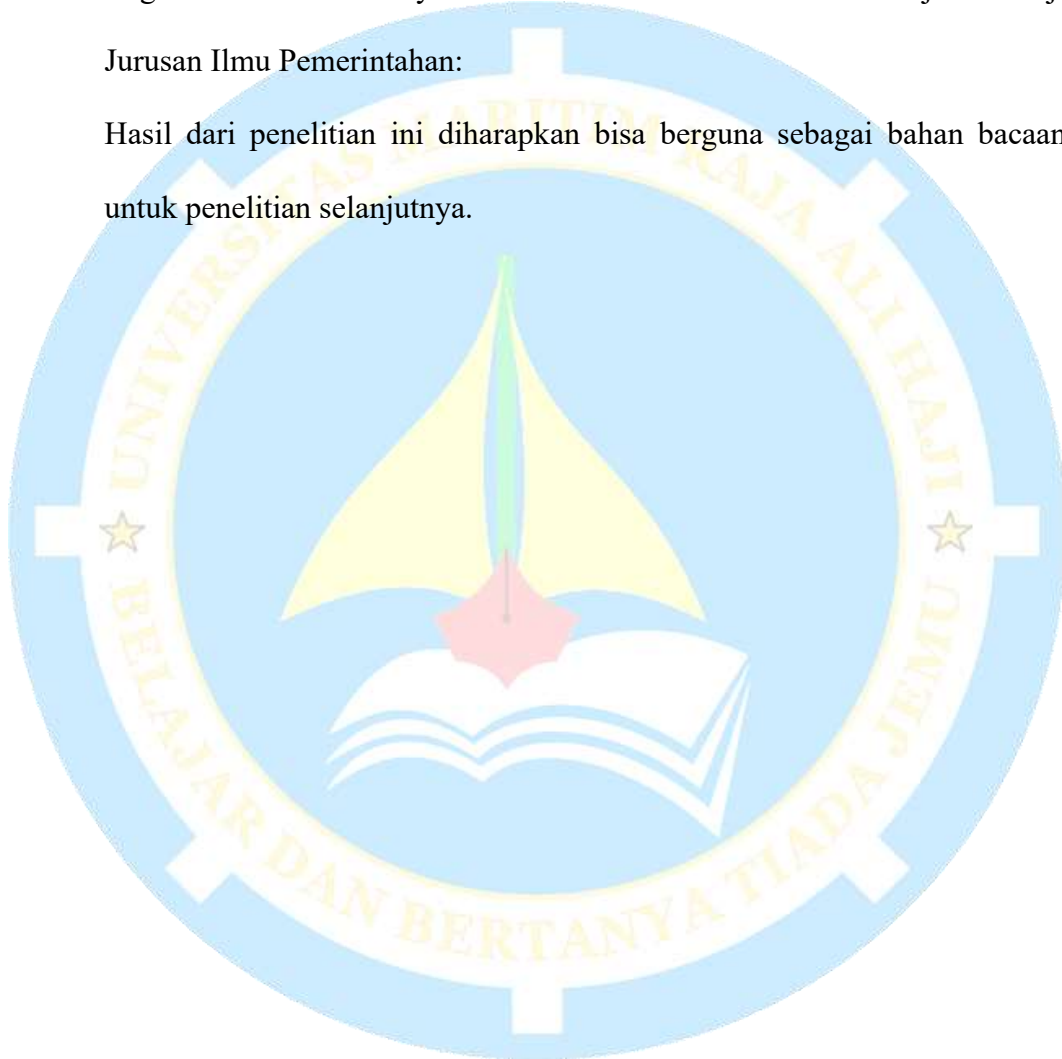 Jurusan Ilmu Pemerintahan:
Hasil dari penelitian ini diharapkan bisa berguna sebagai bahan bacaan
untuk penelitian selanjutnya.
UNIVERSITAS MARITIM RAJA ALI HAJI
BELAJAR DAN BERTANYA TIADA JEMU